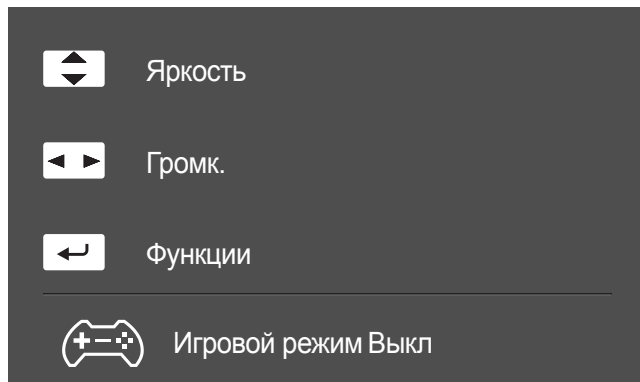 Яркость
Громк.
Функции
Игровой режим Выкл